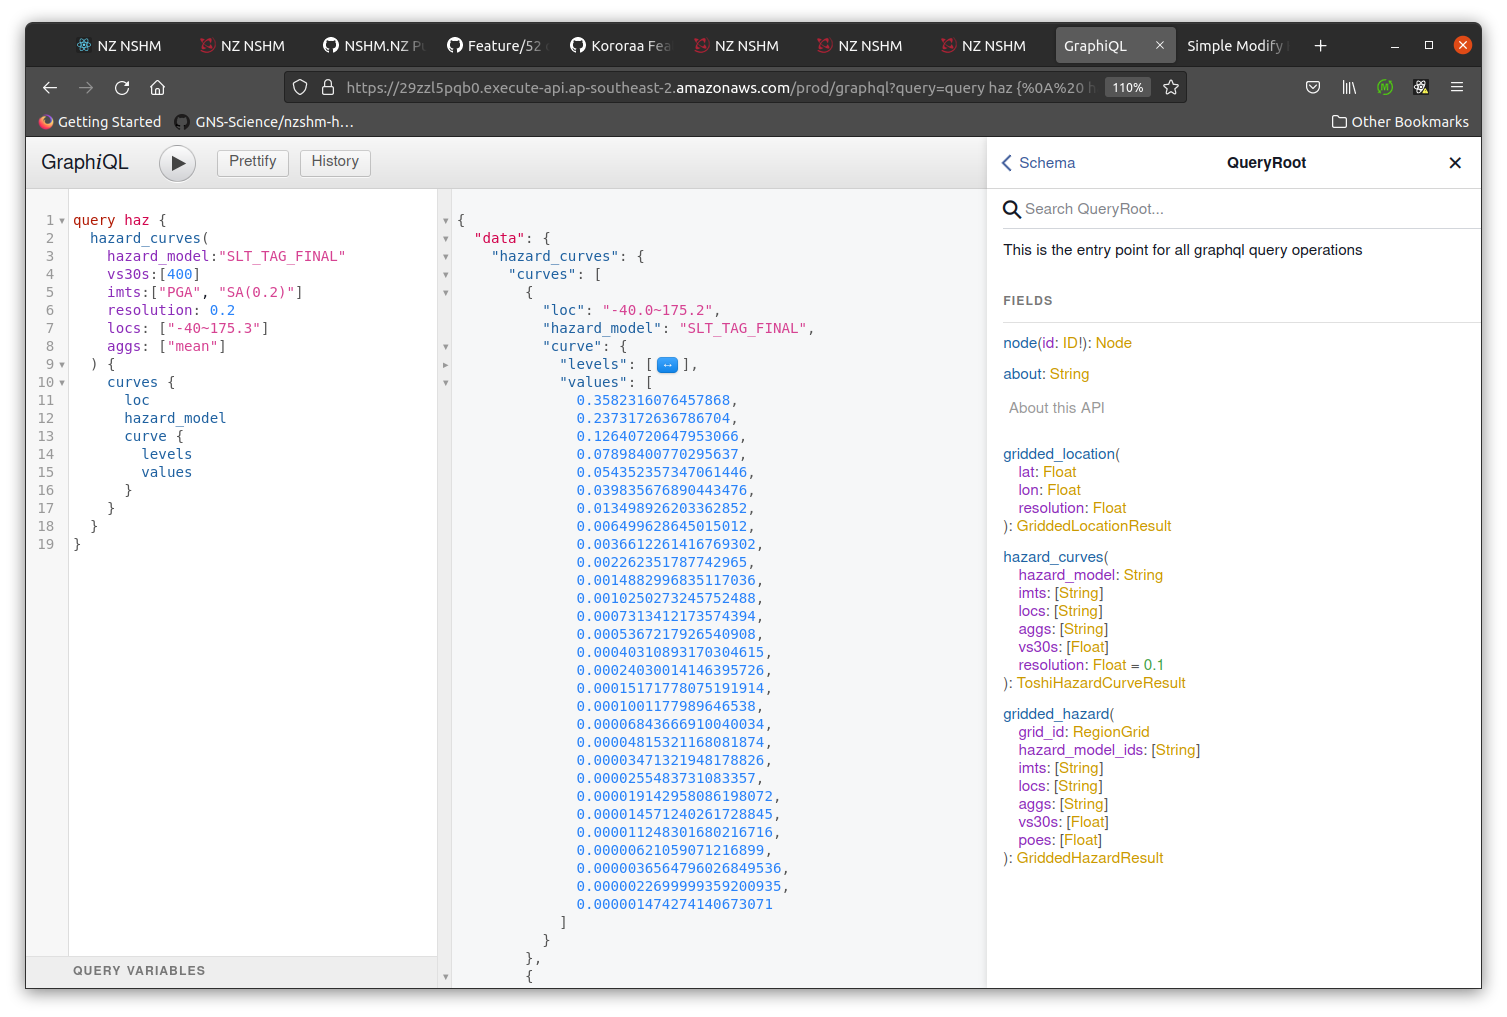 NZ NSHM
NZ NSHM
NSHM.NZ Pu
Feature/52
Kororaa Fea
NZ NSHM
NZ NSHM
NZ NSHM
GraphiQL
Simple Modify
https://29zzl5pqb0.execute-api.ap-southeast-2.amazonaws.com/prod/graphql?query=query haz {%0A%20 h
110%
Getting Started
GNS-Science/nzshm-h…
Other Bookmarks
GraphiQL
Prettify
History
1 query haz {
2 hazard_curves(
3 hazard_model:"SLT_TAG_FINAL"
4 vs30s:[400]
5 imts:["PGA", "SA(0.2)"]
6 resolution: 0.2
7 locs: ["-40~175.3"]
8 aggs: ["mean"]
9 ) {
10 curves {
11 loc
12 hazard_model
13 curve {
14 levels
15 values
16 }
17 }
18 }
19 }
QUERY VARIABLES
{
"data": {
"hazard_curves": {
"curves": [
{
"loc": "-40.0~175.2",
"hazard_model": "SLT_TAG_FINAL",
"curve": {
"levels": [↔],
"values": [
0.3582316076457868,
0.2373172636786704,
0.12640720647953066,
0.07898400770295637,
0.054352357347061446,
0.039835676890443476,
0.013498926203362852,
0.006499628645015012,
0.0036612261416769302,
0.002262351787742965,
0.0014882996835117036,
0.0010250273245752488,
0.0007313412173574394,
0.0005367217926540908,
0.00040310893170304615,
0.00024030014146395726,
0.00015171778075191914,
0.0001001177989646538,
0.00006843666910040034,
0.00004815321168081874,
0.00003471321948178826,
0.0000255483731083357,
0.000019142958086198072,
0.000014571240261728845,
0.000011248301680216716,
0.00000621059071216899,
0.0000036564796026849536,
0.0000022699999359200935,
0.000001474274140673071
]
}
},
{
Schema
QueryRoot
Search QueryRoot...
This is the entry point for all graphql query operations
FIELDS
node(id: ID!): Node
about: String
About this API
gridded_location(
lat: Float
lon: Float
resolution: Float
): GriddedLocationResult
hazard_curves(
hazard_model: String
imts: [String]
locs: [String]
aggs: [String]
vs30s: [Float]
resolution: Float = 0.1
): ToshiHazardCurveResult
gridded_hazard(
grid_id: RegionGrid
hazard_model_ids: [String]
imts: [String]
locs: [String]
aggs: [String]
vs30s: [Float]
poes: [Float]
): GriddedHazardResult